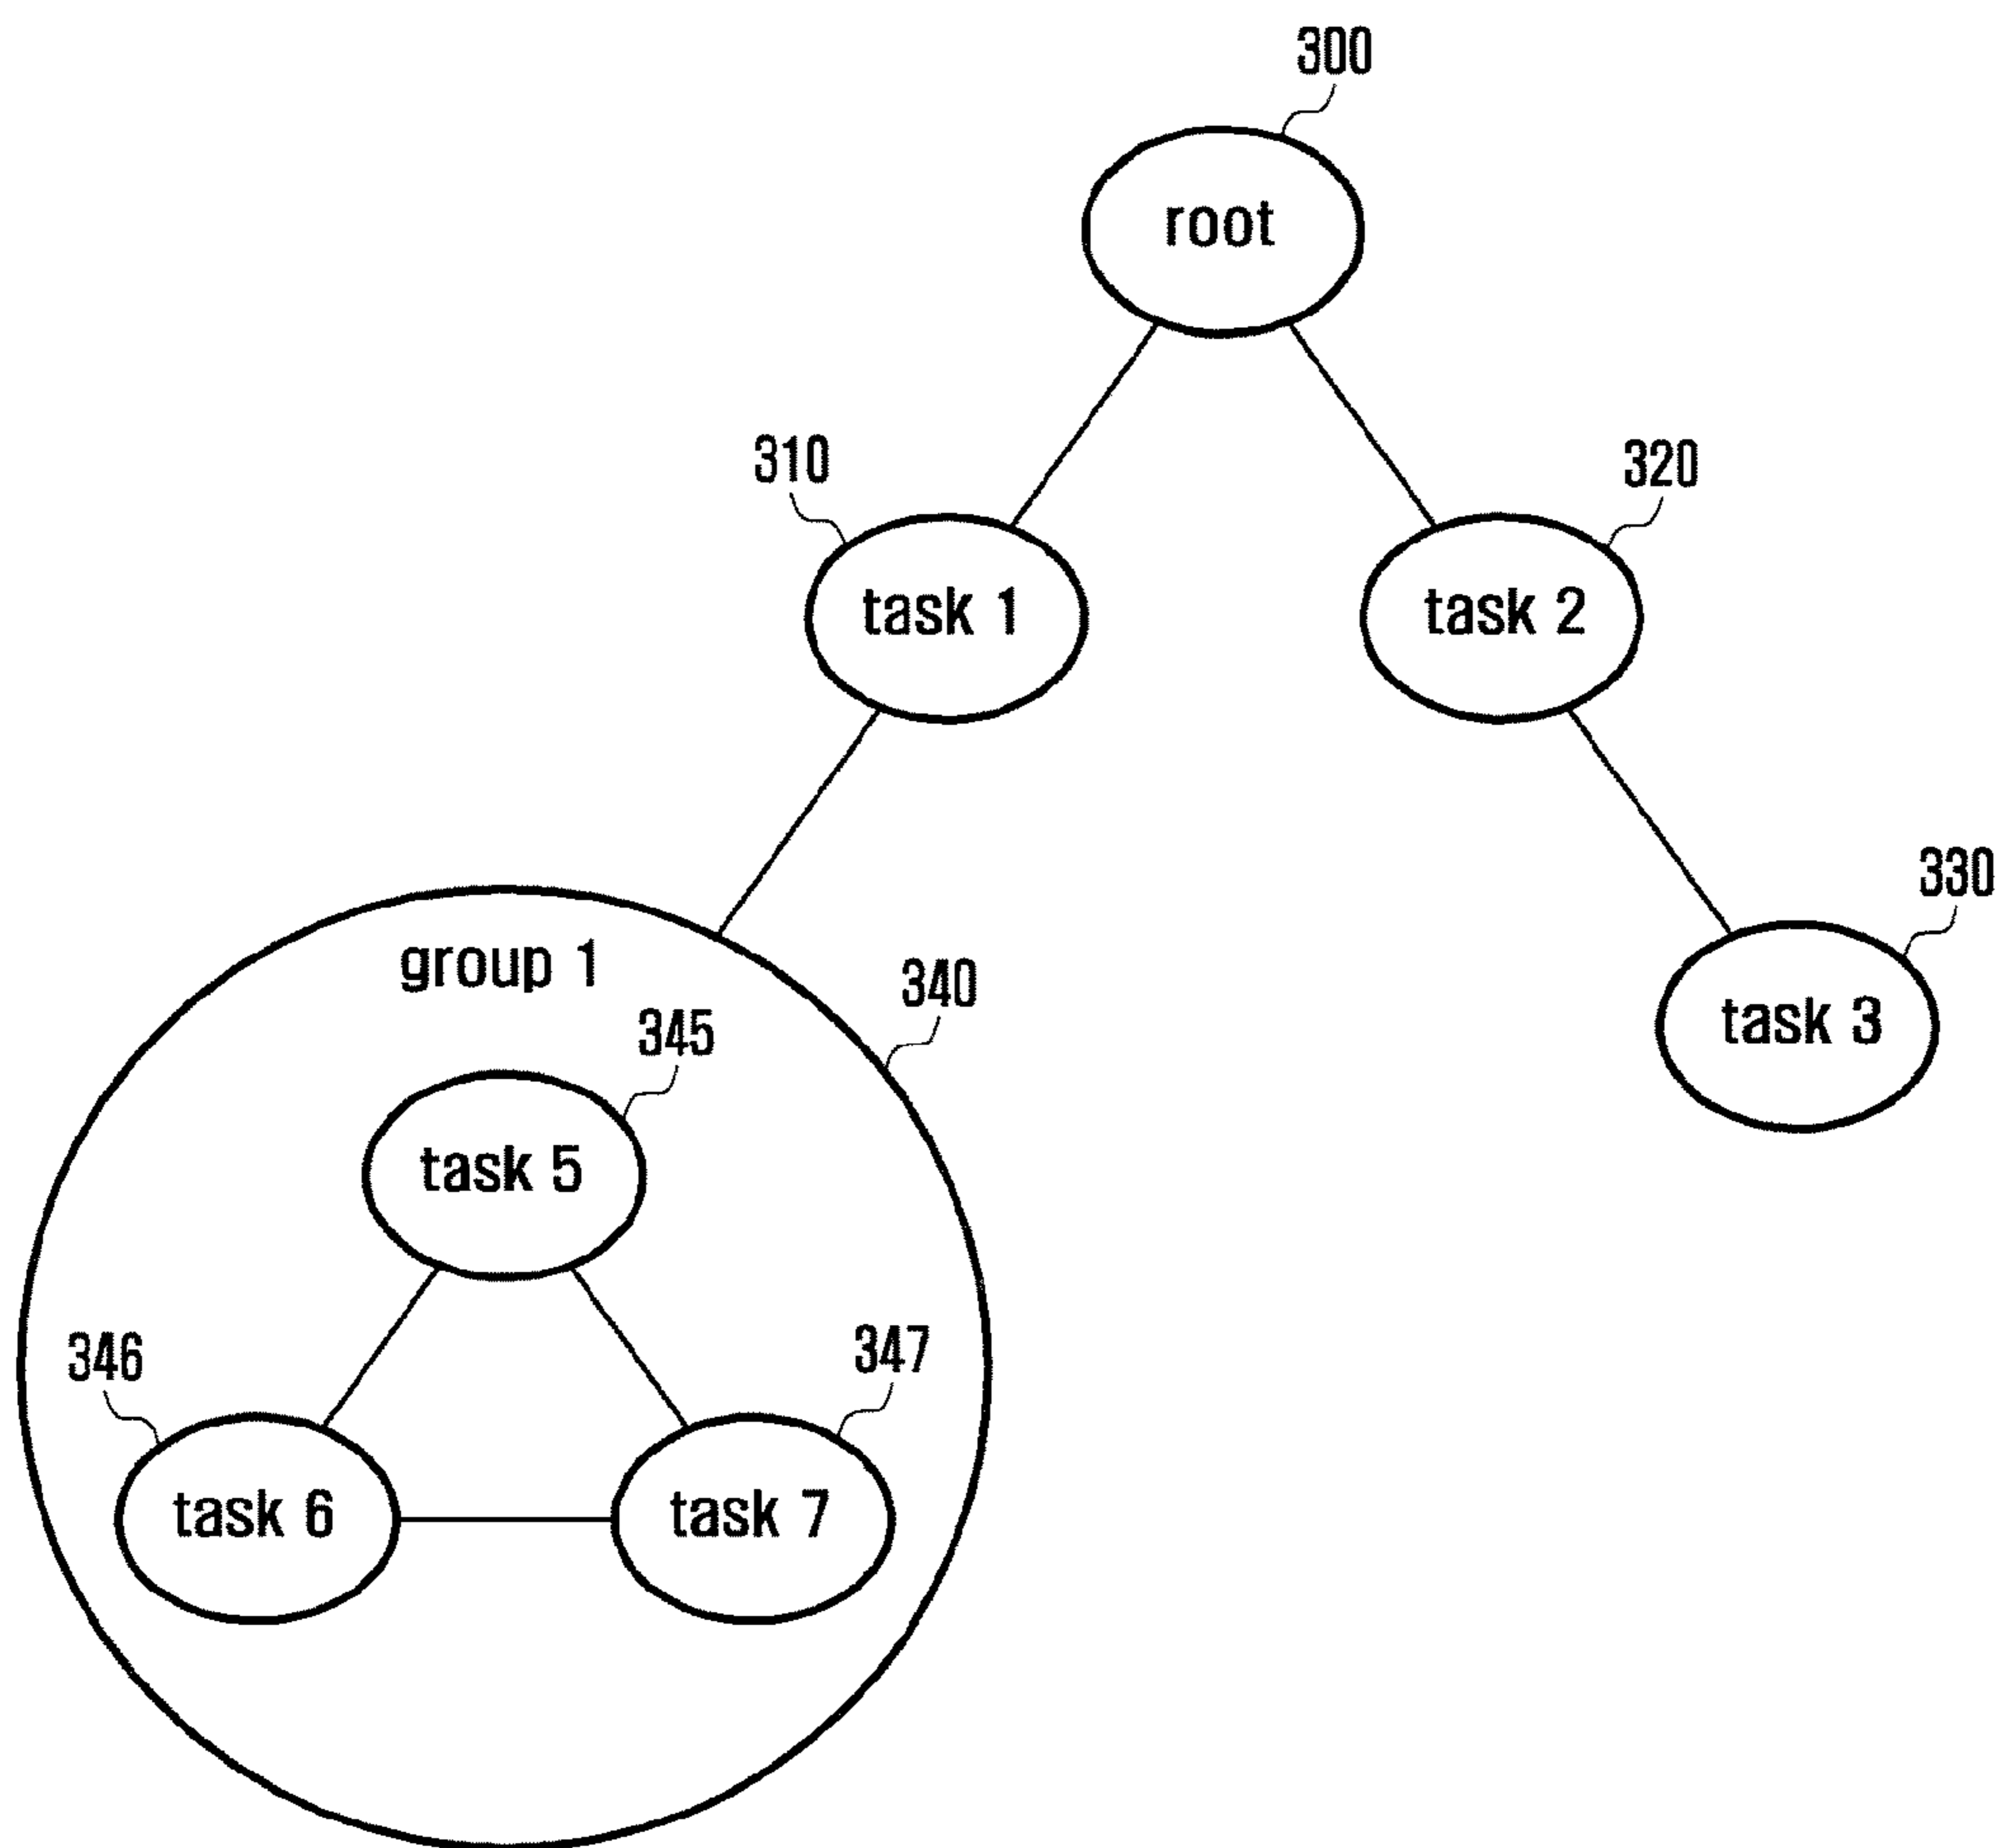 300
root
310
320
task 1
task 2
330
group 1
340
345
task 3
task 5
346
347
task 6
task 7